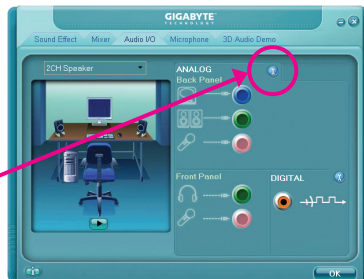 GIGABYTE
TECHNOLOGY
Sound Effect Mixer Audio I/O Microphone 3D Audio Demo
2CH Speaker
ANALOG
Back Panel
Front Panel
DIGITAL
OK